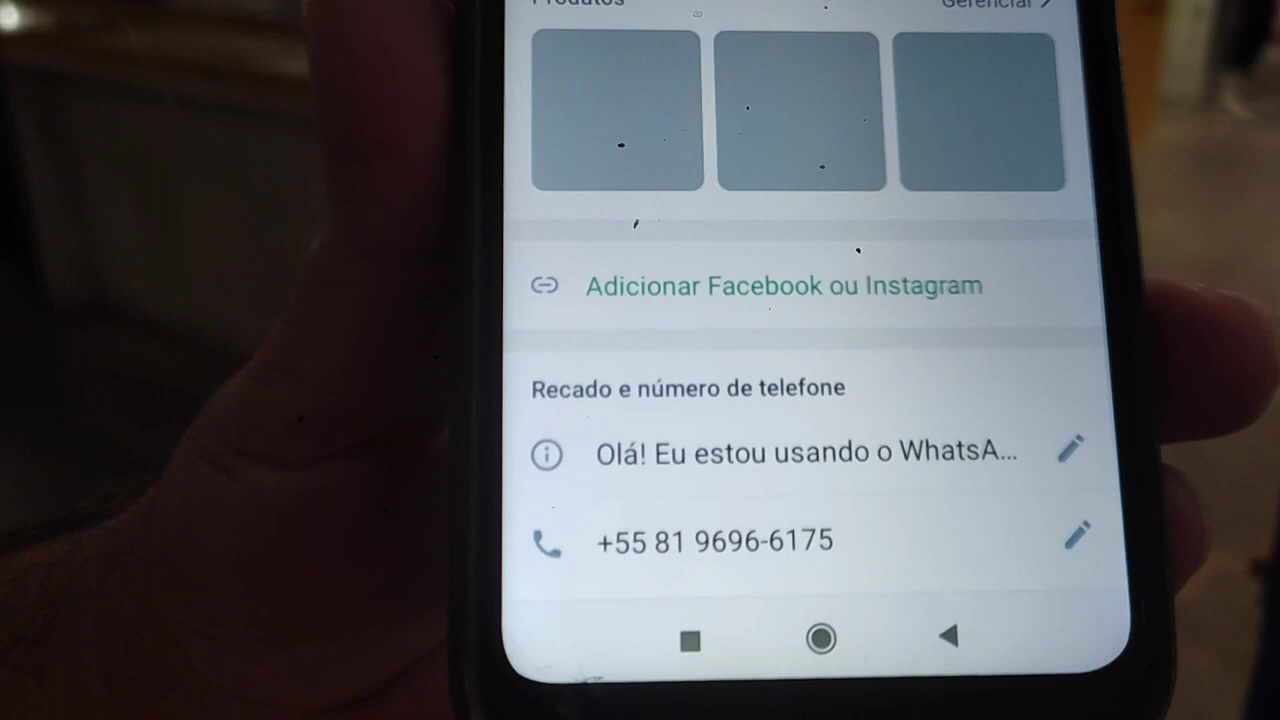 Produtos Gerenciar
Adicionar Facebook ou Instagram
Recado e número de telefone
Olá! Eu estou usando o WhatsA...
+55 81 9696-6175